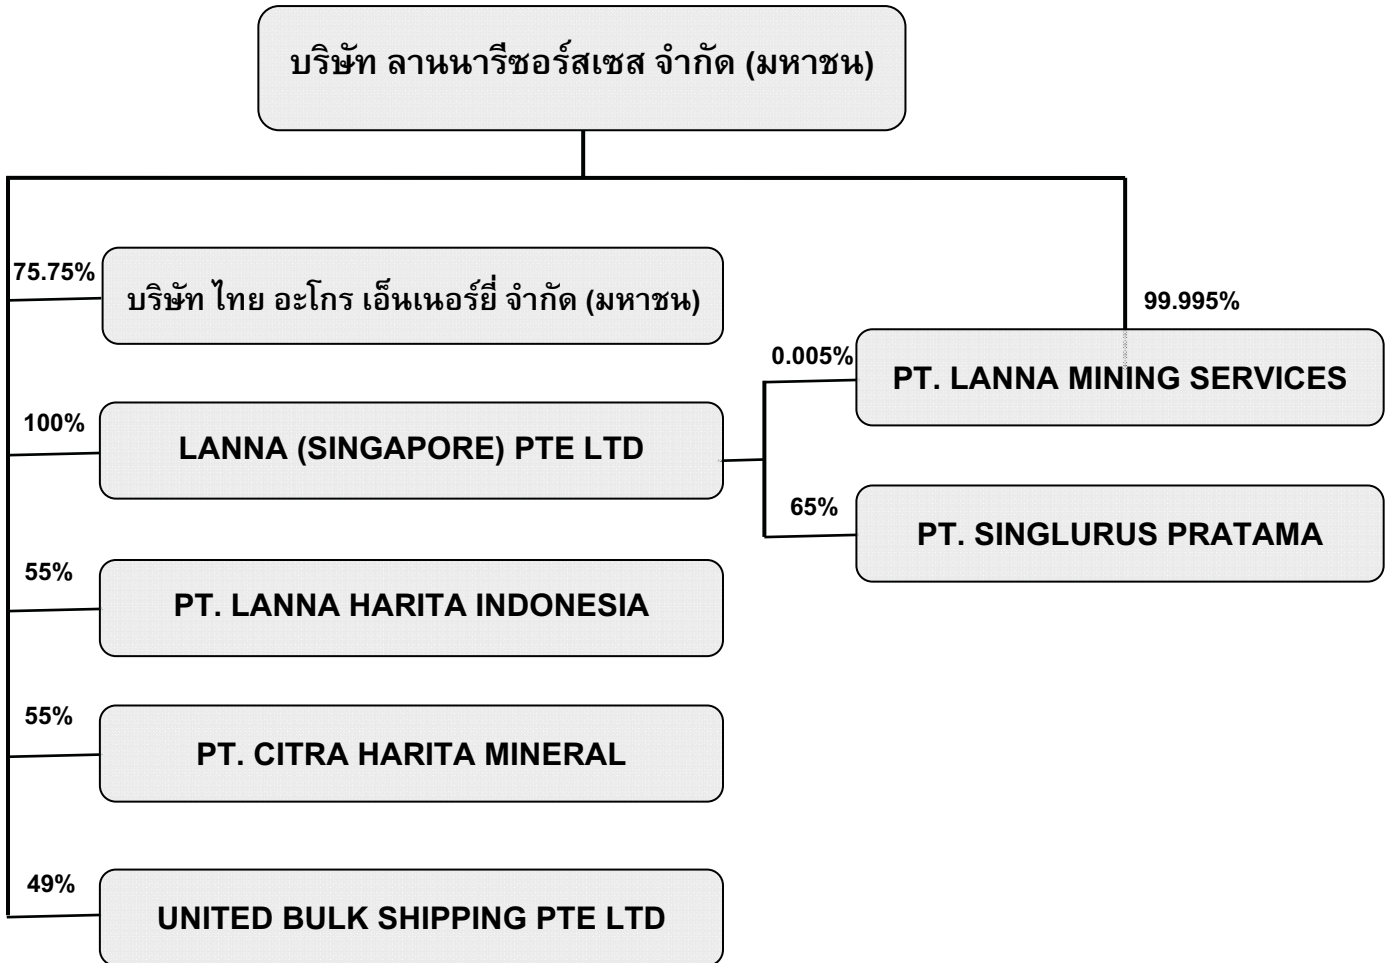 บริษัท ลานนารีซอร์สเซส จำกัด (มหาชน)
75.75%
บริษัท ไทย อะโกร เอ็นเนอร์ยี่ จำกัด (มหาชน)
99.995%
0.005%
PT. LANNA MINING SERVICES
100%
LANNA (SINGAPORE) PTE LTD
65%
PT. SINGLURUS PRATAMA
55%
PT. LANNA HARITA INDONESIA
55%
PT. CITRA HARITA MINERAL
49%
UNITED BULK SHIPPING PTE LTD